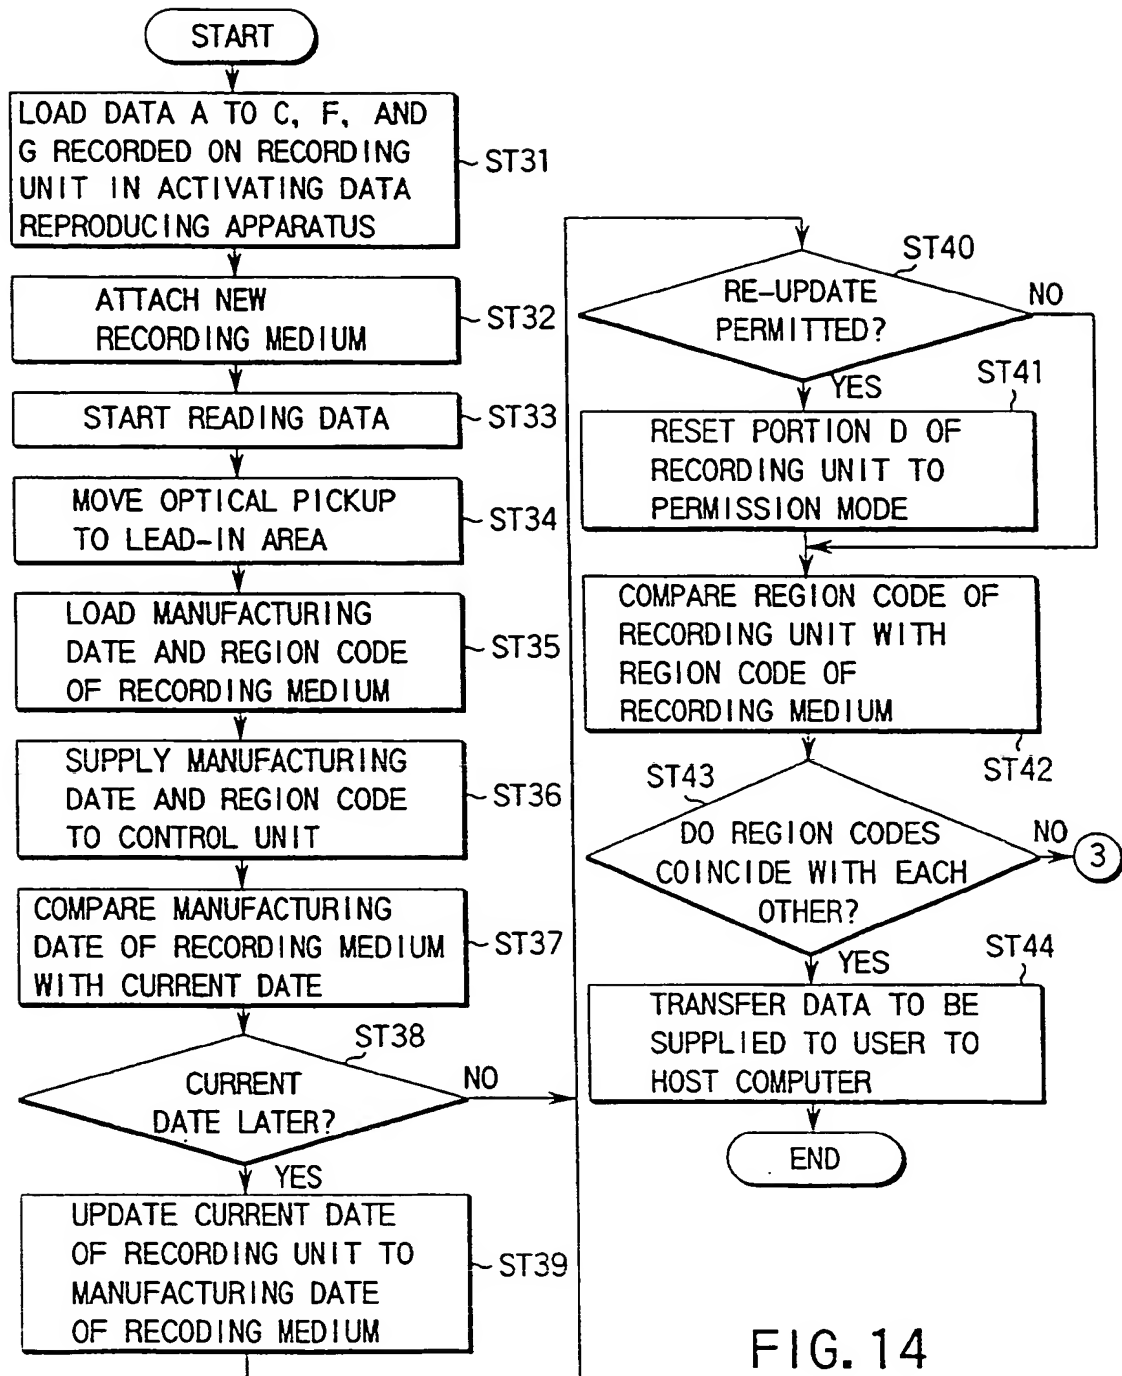 START
LOAD DATA A TO C, F, AND
G RECORDED ON RECORDING
UNIT IN ACTIVATING DATA
REPRODUCING APPARATUS
ST31
ATTACH NEW
RECORDING MEDIUM
ST32
START READING DATA
ST33
MOVE OPTICAL PICKUP
TO LEAD-IN AREA
ST34
LOAD MANUFACTURING
DATE AND REGION CODE
OF RECORDING MEDIUM
ST35
SUPPLY MANUFACTURING
DATE AND REGION CODE
TO CONTROL UNIT
ST36
COMPARE MANUFACTURING
DATE OF RECORDING MEDIUM
WITH CURRENT DATE
ST37
ST38
CURRENT
DATE LATER?
NO
YES
UPDATE CURRENT DATE
OF RECORDING UNIT TO
MANUFACTURING DATE
OF RECODING MEDIUM
ST39
ST40
RE-UPDATE
PERMITTED?
NO
YES
ST41
RESET PORTION D OF
RECORDING UNIT TO
PERMISSION MODE
COMPARE REGION CODE OF
RECORDING UNIT WITH
REGION CODE OF
RECORDING MEDIUM
ST42
ST43
DO REGION CODES
COINCIDE WITH EACH
OTHER?
NO
3
YES
ST44
TRANSFER DATA TO BE
SUPPLIED TO USER TO
HOST COMPUTER
END
FIG. 14